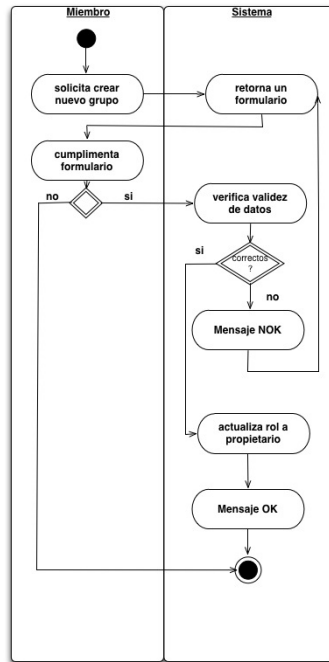 Miembro
Sistema
solicita crear
nuevo grupo
retorna un
formulario
cumplimenta
formulario
no
si
verifica validez
de datos
si
correctos
?
no
Mensaje NOK
actualiza rol a
propietario
Mensaje OK